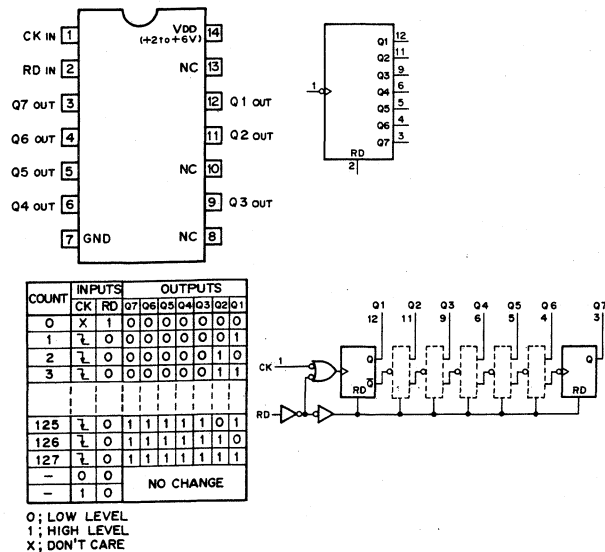 CK IN 1
RD IN 2
Q7 OUT 3
Q6 OUT 4
Q5 OUT 5
Q4 OUT 6
7 GND
VDD 14
(+2 to +6V)
NC 13
12 Q1 OUT
11 Q2 OUT
NC 10
9 Q3 OUT
NC 8
1
Q1 12
Q2 11
Q3 9
Q4 6
Q5 5
Q6 4
Q7 3
RD
2
COUNT INPUTS OUTPUTS
CK RD Q7 Q6 Q5 Q4 Q3 Q2 Q1
0 X 1 0 0 0 0 0 0 0
1 0 0 0 0 0 0 0 1
2 0 0 0 0 0 0 1 0
3 0 0 0 0 0 0 1 1
125 0 1 1 1 1 1 0 1
126 0 1 1 1 1 1 1 0
127 0 1 1 1 1 1 1 1
– 0 0 NO CHANGE
– 1 0
0 ; LOW LEVEL
1 ; HIGH LEVEL
X ; DON'T CARE
Q1 Q2 Q3 Q4 Q5 Q6 Q7
12 11 9 6 5 4 3
CK 1
Q
Q̅
RD
Q
RD
RD